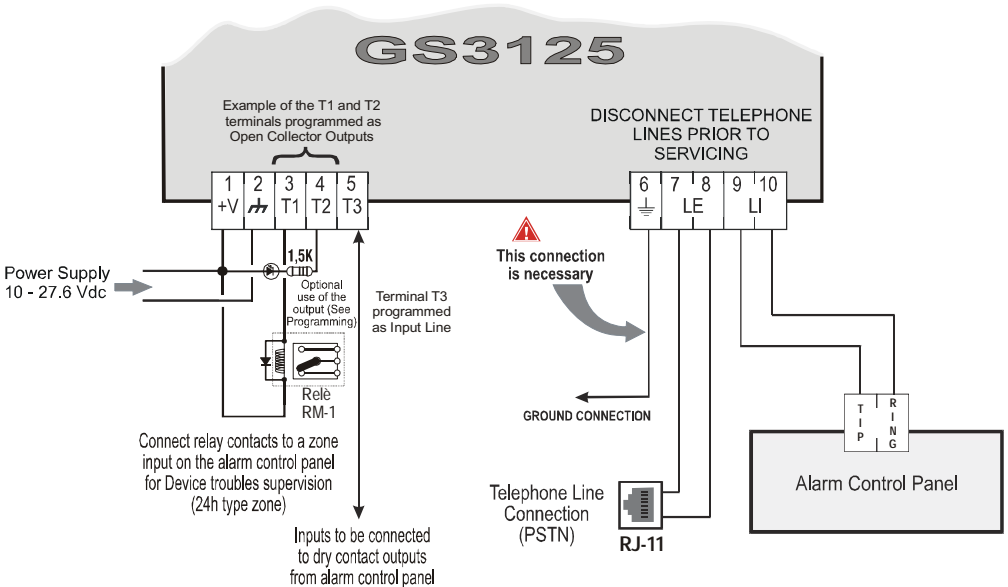 GS3125
Example of the T1 and T2
terminals programmed as
Open Collector Outputs
DISCONNECT TELEPHONE
LINES PRIOR TO
SERVICING
1 2 3 4 5
+V T1 T2 T3
6 7 8 9 10
LE LI
Power Supply
10 - 27.6 Vdc
1,5K
Optional
use of the
output (See
Programming)
Terminal T3
programmed
as Input Line
This connection
is necessary
Relè
RM-1
GROUND CONNECTION
TIP
RING
Connect relay contacts to a zone
input on the alarm control panel
for Device troubles supervision
(24h type zone)
Alarm Control Panel
Telephone Line
Connection
(PSTN)
RJ-11
Inputs to be connected
to dry contact outputs
from alarm control panel